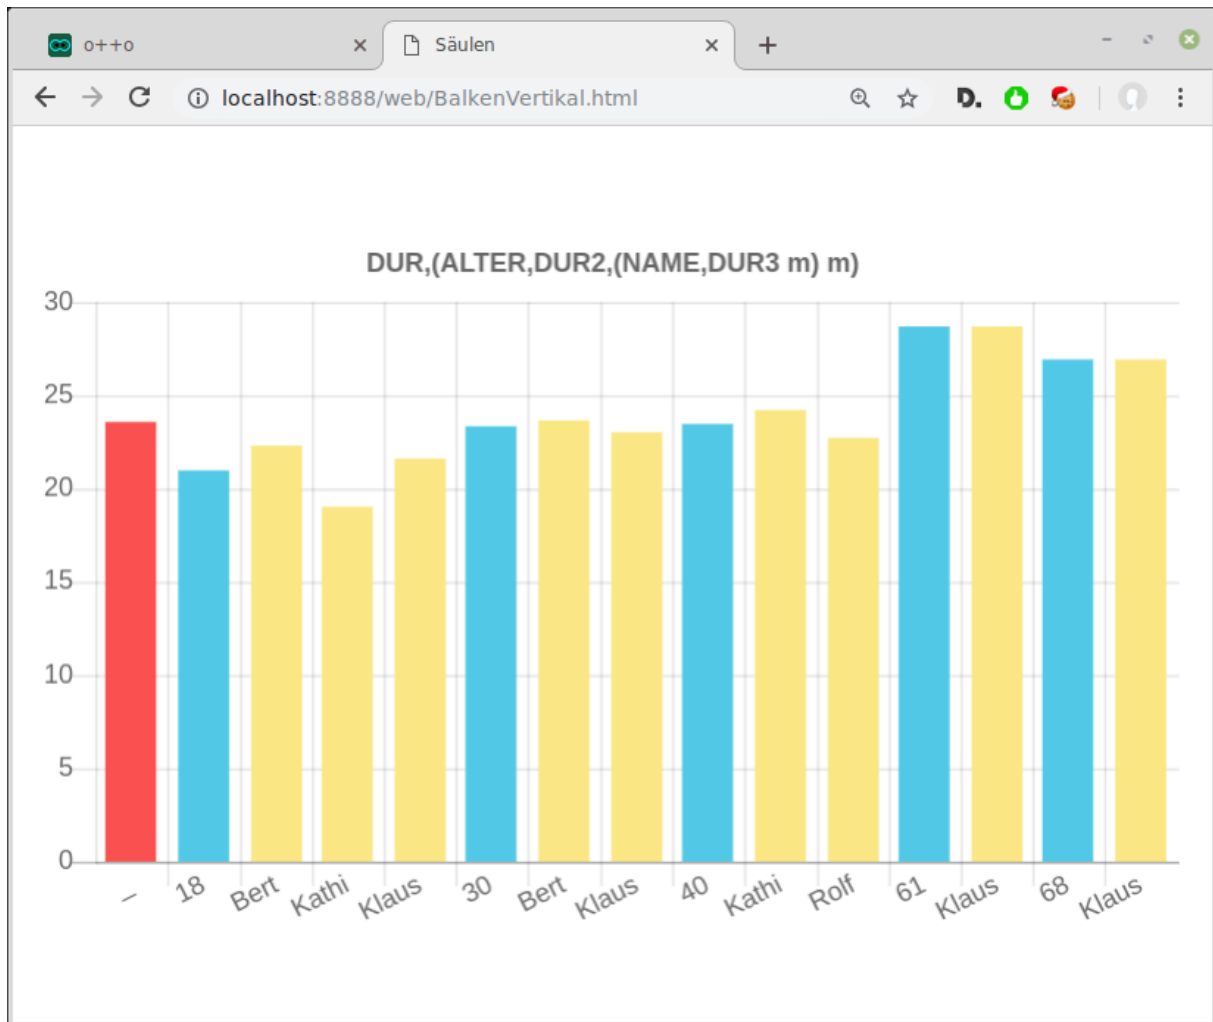 o++o
Säulen
localhost:8888/web/BalkenVertikal.html
D.
DUR,(ALTER,DUR2,(NAME,DUR3 m) m)
30
25
20
15
10
5
0
– 18 Bert Kathi Klaus 30 Bert Klaus 40 Kathi Rolf 61 Klaus 68 Klaus